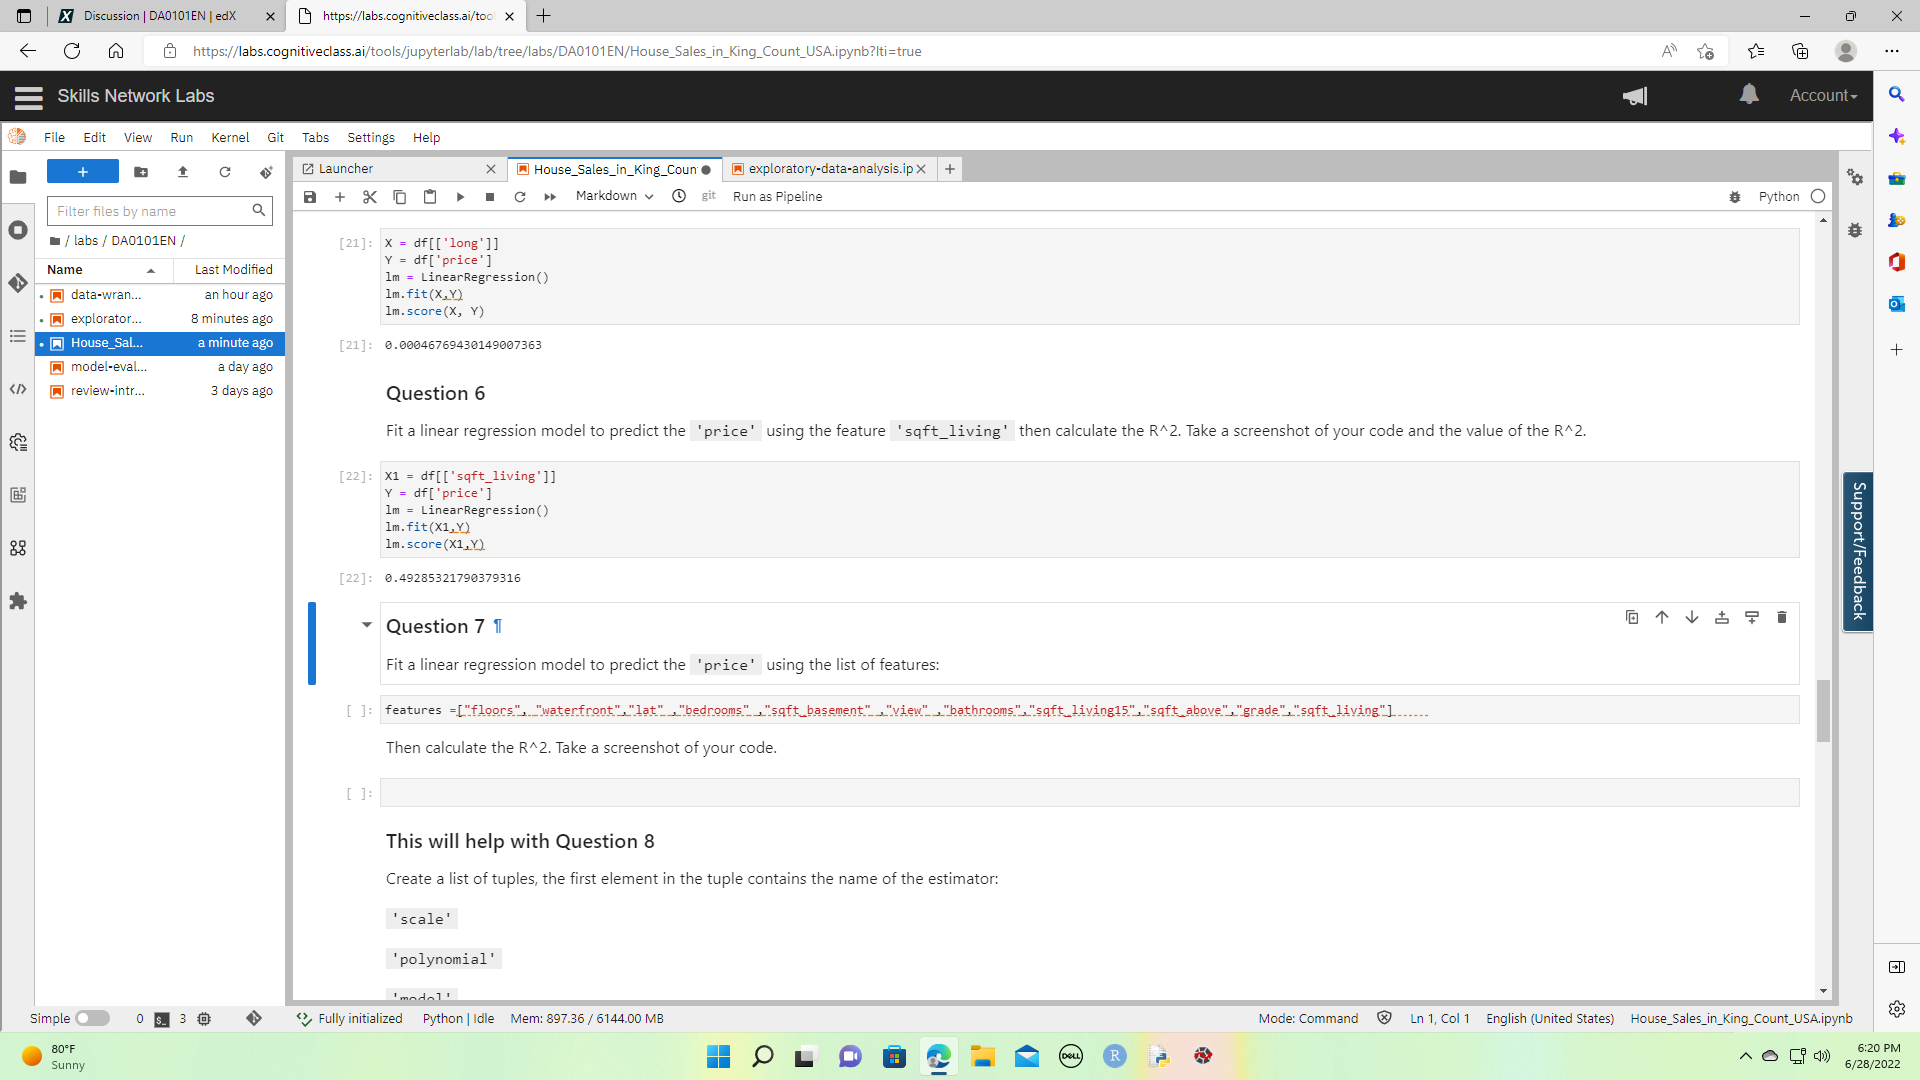 Discussion | DA0101EN | edX
https://labs.cognitiveclass.ai/too
https://labs.cognitiveclass.ai/tools/jupyterlab/lab/tree/labs/DA0101EN/House_Sales_in_King_Count_USA.ipynb?lti=true
Skills Network Labs
Account
File Edit View Run Kernel Git Tabs Settings Help
Launcher
House_Sales_in_King_Coun
exploratory-data-analysis.ip
Markdown
git
Run as Pipeline
Python
Filter files by name
/ labs / DA0101EN /
Name Last Modified
data-wran... an hour ago
explorator... 8 minutes ago
House_Sal... a minute ago
model-eval... a day ago
review-intr... 3 days ago
[21]: X = df[['long']]
Y = df['price']
lm = LinearRegression()
lm.fit(X,Y)
lm.score(X, Y)
[21]: 0.00046769430149007363
Question 6
Fit a linear regression model to predict the 'price' using the feature 'sqft_living' then calculate the R^2. Take a screenshot of your code and the value of the R^2.
[22]: X1 = df[['sqft_living']]
Y = df['price']
lm = LinearRegression()
lm.fit(X1,Y)
lm.score(X1,Y)
[22]: 0.49285321790379316
Question 7 ¶
Fit a linear regression model to predict the 'price' using the list of features:
[ ]: features =["floors", "waterfront","lat" ,"bedrooms" ,"sqft_basement" ,"view" ,"bathrooms","sqft_living15","sqft_above","grade","sqft_living"]
Then calculate the R^2. Take a screenshot of your code.
[ ]:
This will help with Question 8
Create a list of tuples, the first element in the tuple contains the name of the estimator:
'scale'
'polynomial'
'model'
Support/Feedback
Simple 0 3 Fully initialized Python | Idle Mem: 897.36 / 6144.00 MB Mode: Command Ln 1, Col 1 English (United States) House_Sales_in_King_Count_USA.ipynb
80°F
Sunny
DELL
R
6:20 PM
6/28/2022